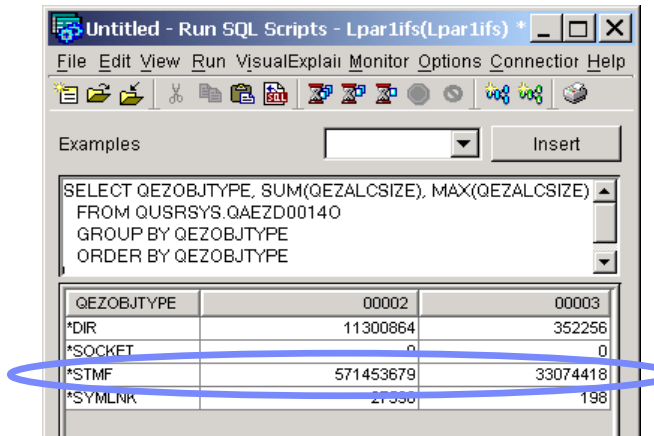 Untitled - Run SQL Scripts - Lpar1ifs(Lpar1ifs) *
File Edit View Run VisualExplai Monitor Options Connection Help
Examples Insert
SELECT QEZOBJTYPE, SUM(QEZALCSIZE), MAX(QEZALCSIZE)
FROM QUSRSYS.QAEZD0014O
GROUP BY QEZOBJTYPE
ORDER BY QEZOBJTYPE
QEZOBJTYPE 00002 00003
*DIR 11300864 352256
*SOCKET 0 0
*STMF 571453679 33074418
*SYMLNK 198